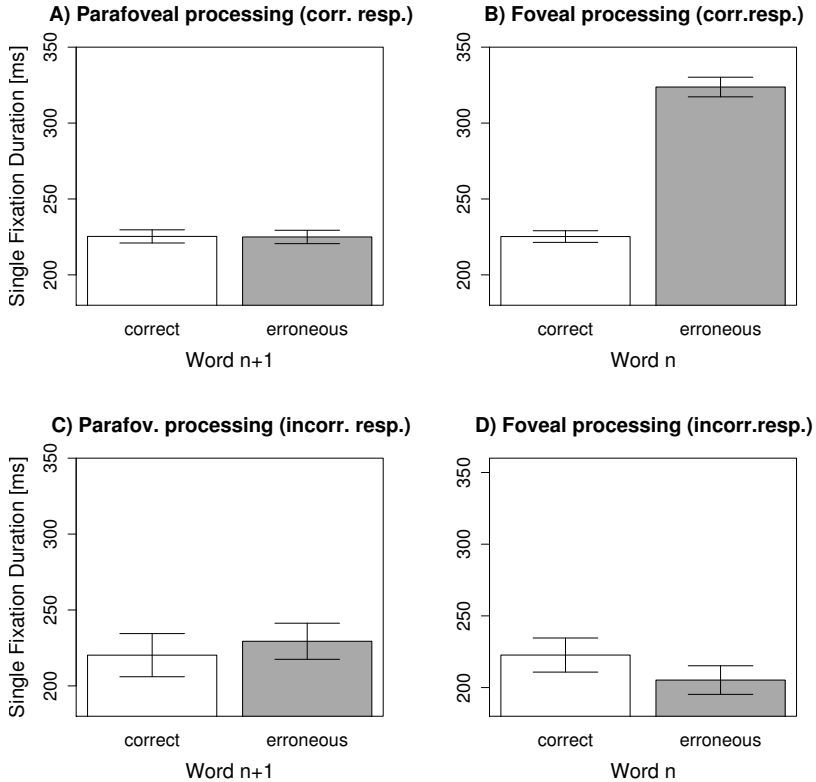 A) Parafoveal processing (corr. resp.)
Single Fixation Duration [ms]
350
300
250
200
correct
erroneous
Word n+1
B) Foveal processing (corr.resp.)
350
300
250
200
correct
erroneous
Word n
C) Parafov. processing (incorr. resp.)
Single Fixation Duration [ms]
350
300
250
200
correct
erroneous
Word n+1
D) Foveal processing (incorr.resp.)
350
300
250
200
correct
erroneous
Word n